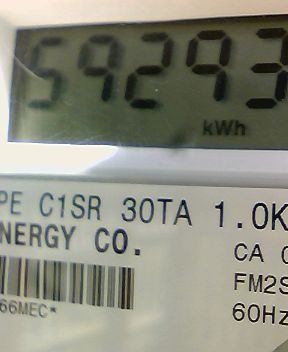 59293
kWh
PE C1SR 30TA 1.0K
NERGY CO.
CA
FM2S
60Hz
66MEC*